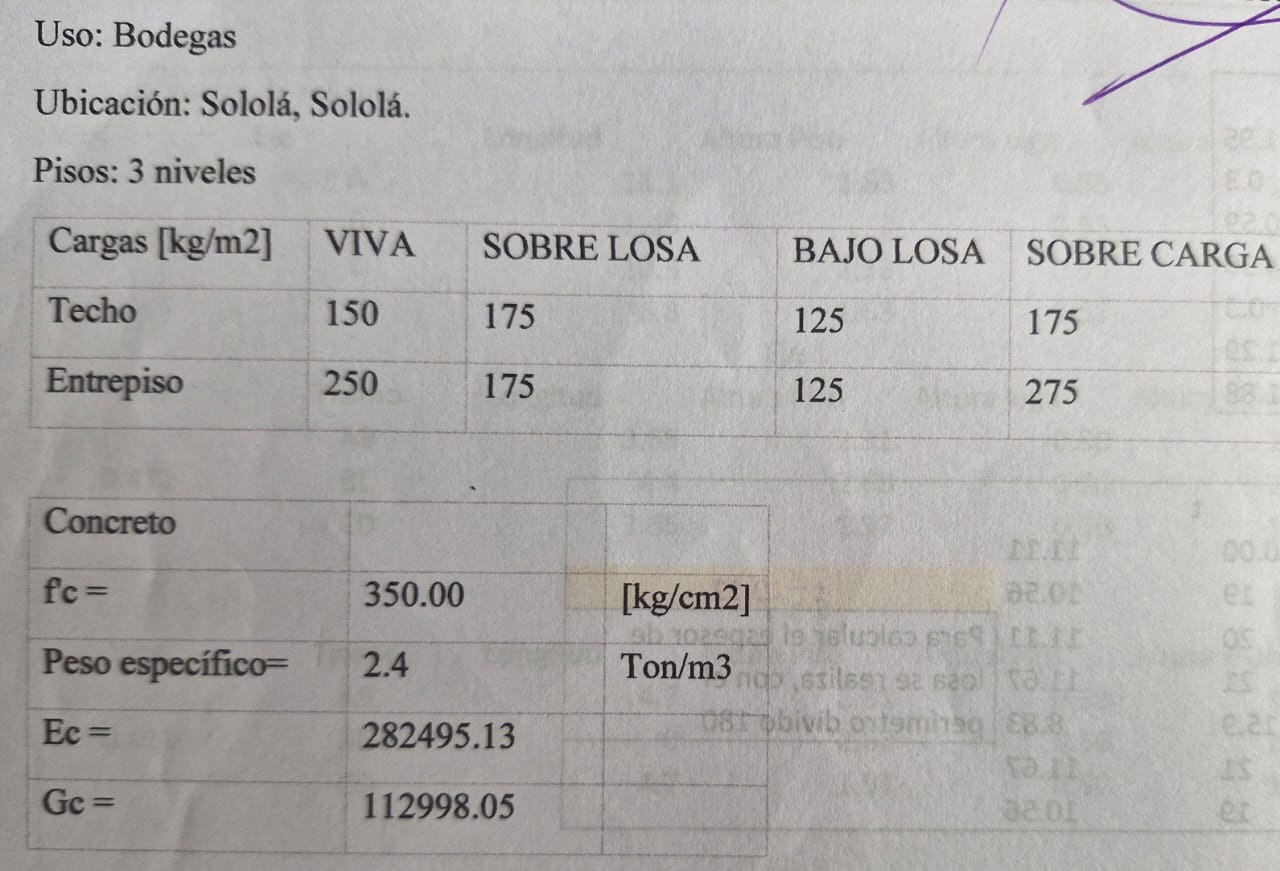 Uso: Bodegas
Ubicación: Sololá, Sololá.
Pisos: 3 niveles
Cargas [kg/m2] VIVA SOBRE LOSA BAJO LOSA SOBRE CARGA
Techo 150 175 125 175
Entrepiso 250 175 125 275
Concreto
f'c = 350.00 [kg/cm2]
Peso específico= 2.4 Ton/m3
Ec = 282495.13
Gc = 112998.05